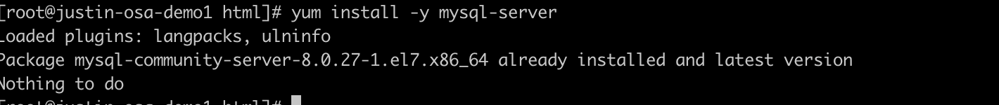 [root@justin-osa-demo1 html]# yum install -y mysql-server
Loaded plugins: langpacks, ulninfo
Package mysql-community-server-8.0.27-1.el7.x86_64 already installed and latest version
Nothing to do
[root@justin-osa-demo1 html]#